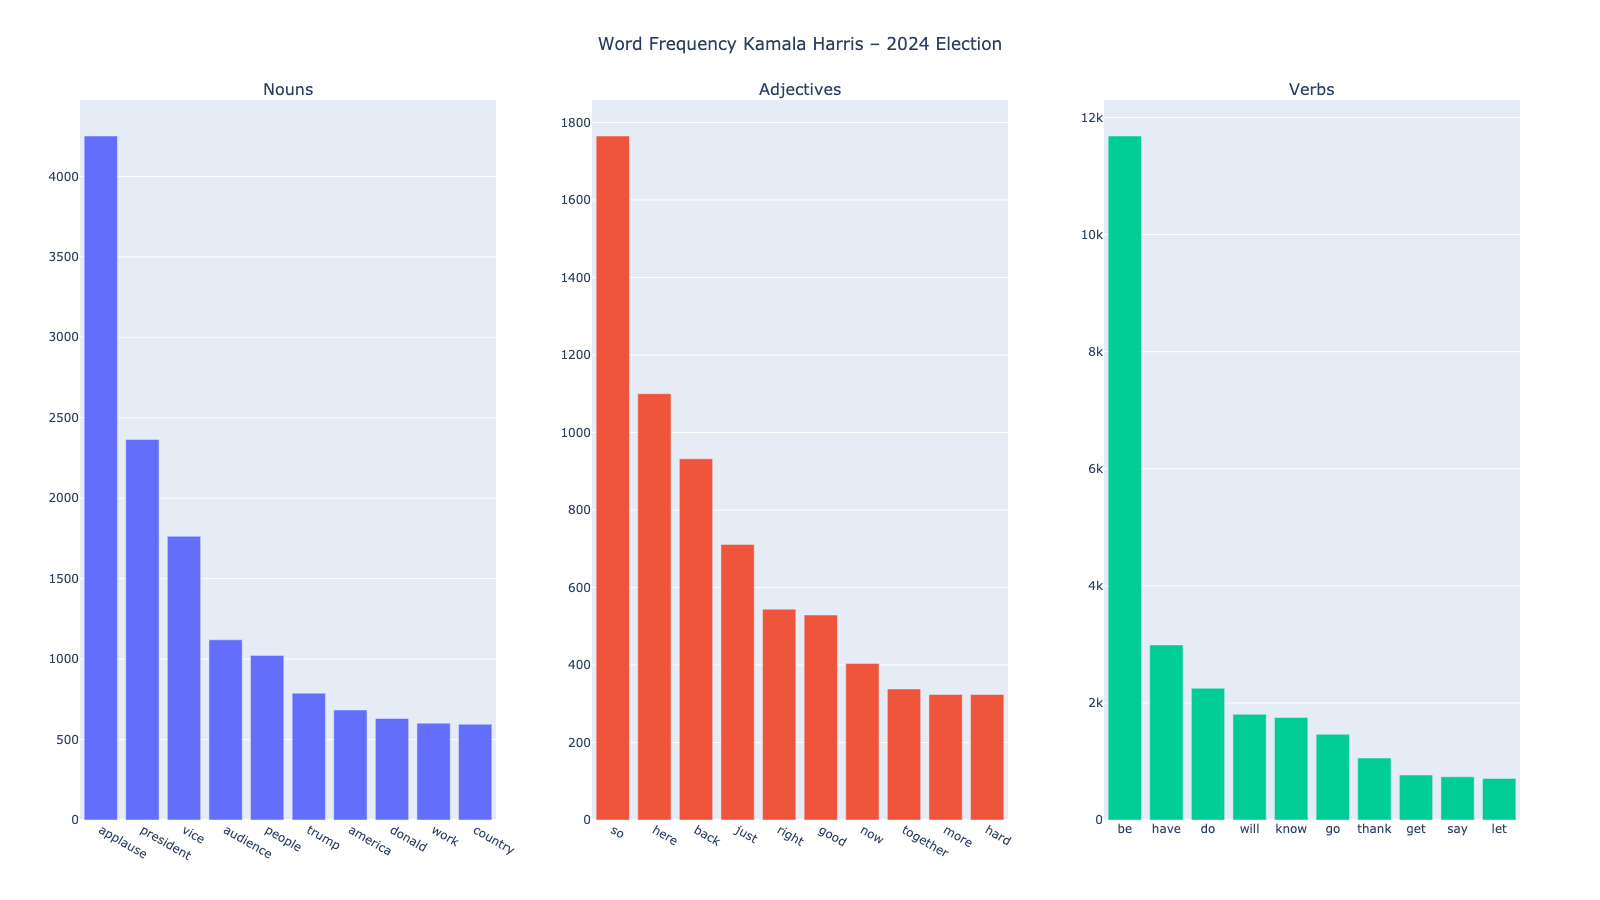 Word Frequency Kamala Harris – 2024 Election
Nouns
4000
3500
3000
2500
2000
1500
1000
500
0
applause
president
vice
audience
people
trump
america
donald
work
country
Adjectives
1800
1600
1400
1200
1000
800
600
400
200
0
so
here
back
just
right
good
now
together
more
hard
Verbs
12k
10k
8k
6k
4k
2k
0
be
have
do
will
know
go
thank
get
say
let